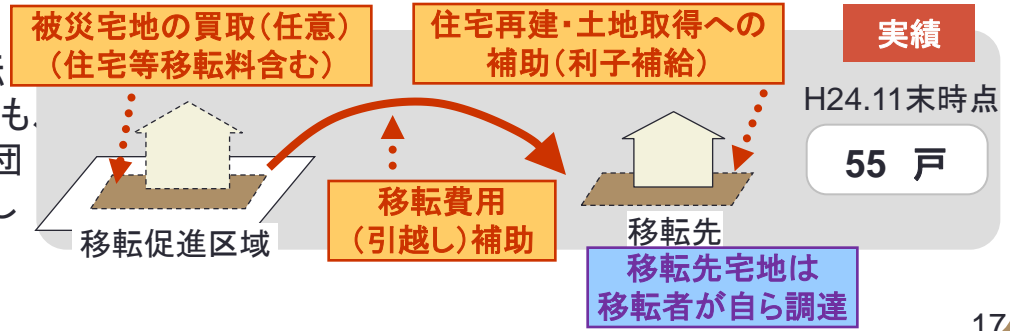 被災宅地の買取(任意)
(住宅等移転料含む)
住宅再建・土地取得への
補助(利子補給)
実績
も、
団
し
H24.11末時点
55 戸
移転費用
(引越し)補助
移転促進区域
移転先
移転先宅地は
移転者が自ら調達
17